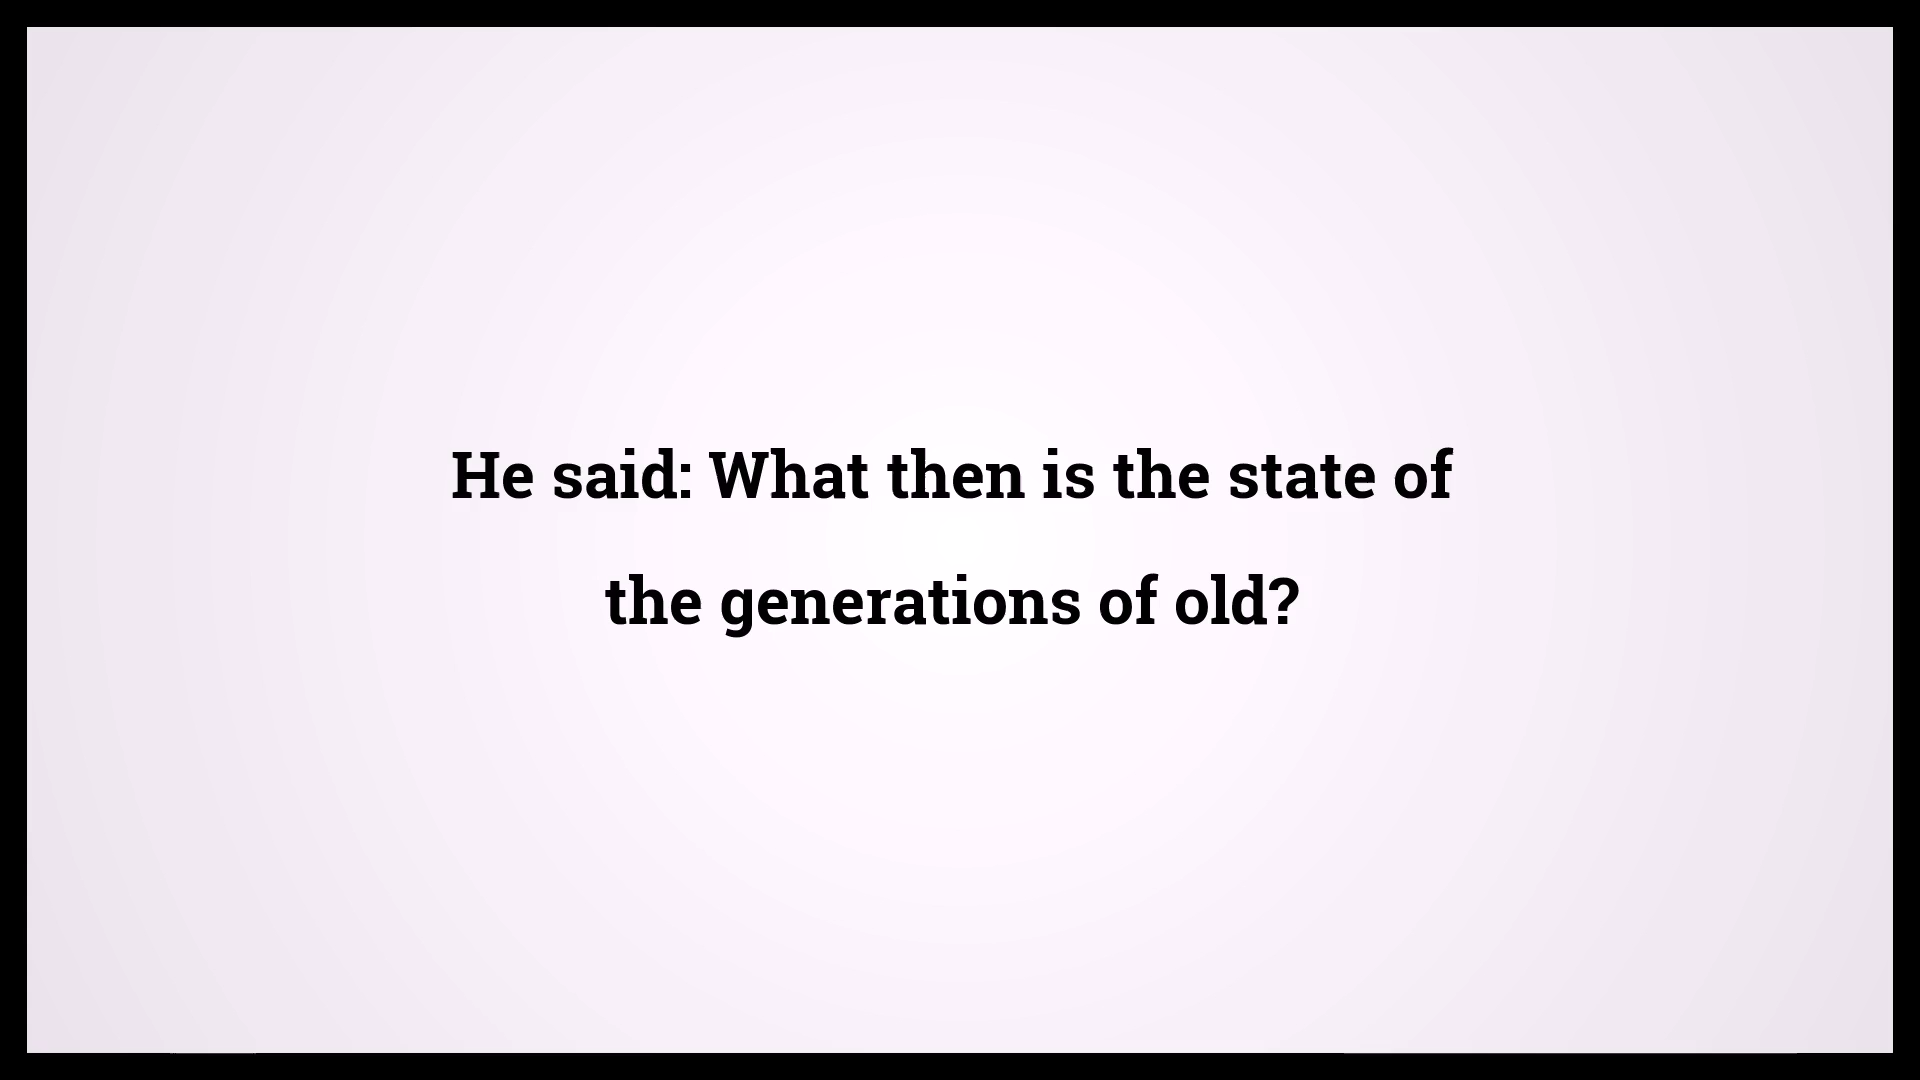 He said: What then is the state of
the generations of old?